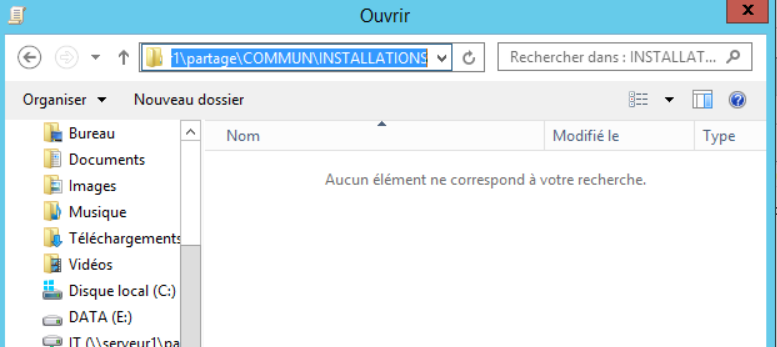 Ouvrir
x
1\partage\COMMUN\INSTALLATIONS
Rechercher dans : INSTALLAT...
Organiser
Nouveau dossier
Bureau
Documents
Images
Musique
Téléchargements
Vidéos
Disque local (C:)
DATA (E:)
IT (\\serveur1\pa
Nom
Modifié le
Type
Aucun élément ne correspond à votre recherche.